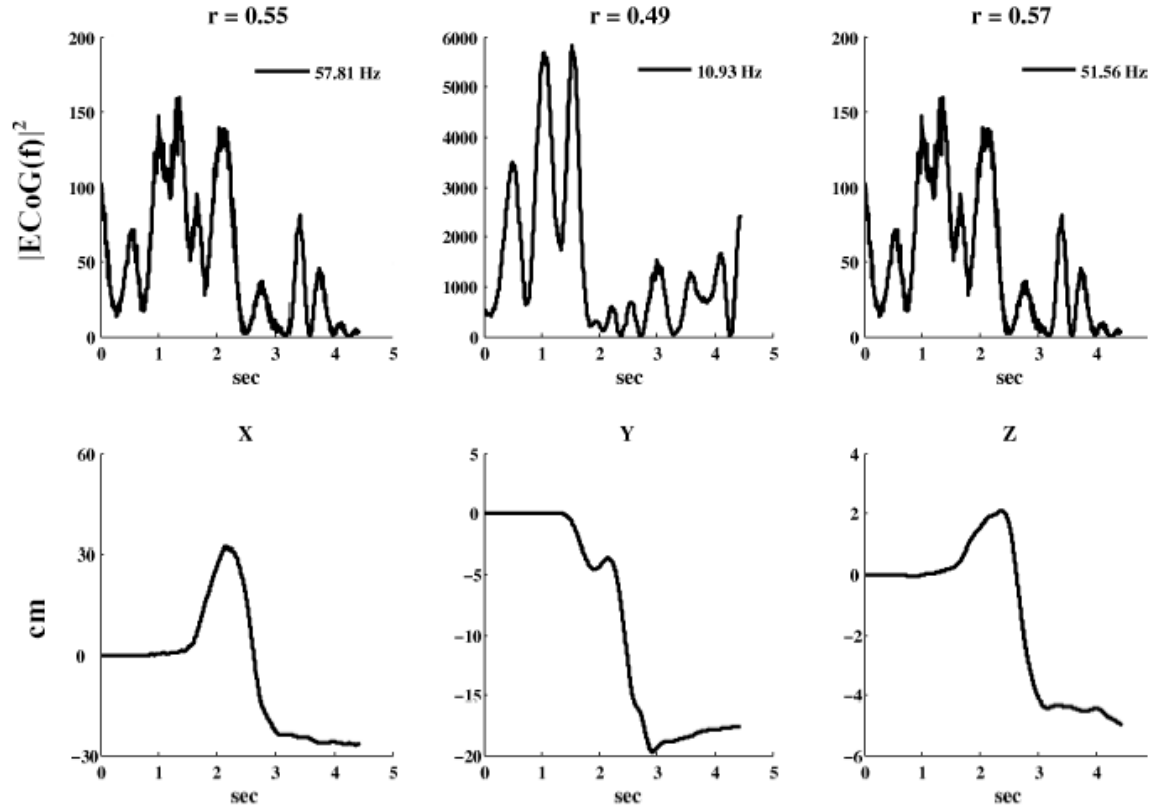 r = 0.55
r = 0.49
r = 0.57
|ECoG(f)|²
200
150
100
50
0
57.81 Hz
0 1 2 3 4 5
sec
6000
5000
4000
3000
2000
1000
0
10.93 Hz
0 1 2 3 4 5
sec
200
150
100
50
0
51.56 Hz
0 1 2 3 4
sec
X
Y
Z
cm
60
30
0
−30
0 1 2 3 4 5
sec
5
0
−5
−10
−15
−20
0 1 2 3 4 5
sec
4
2
0
−2
−4
−6
0 1 2 3 4
sec